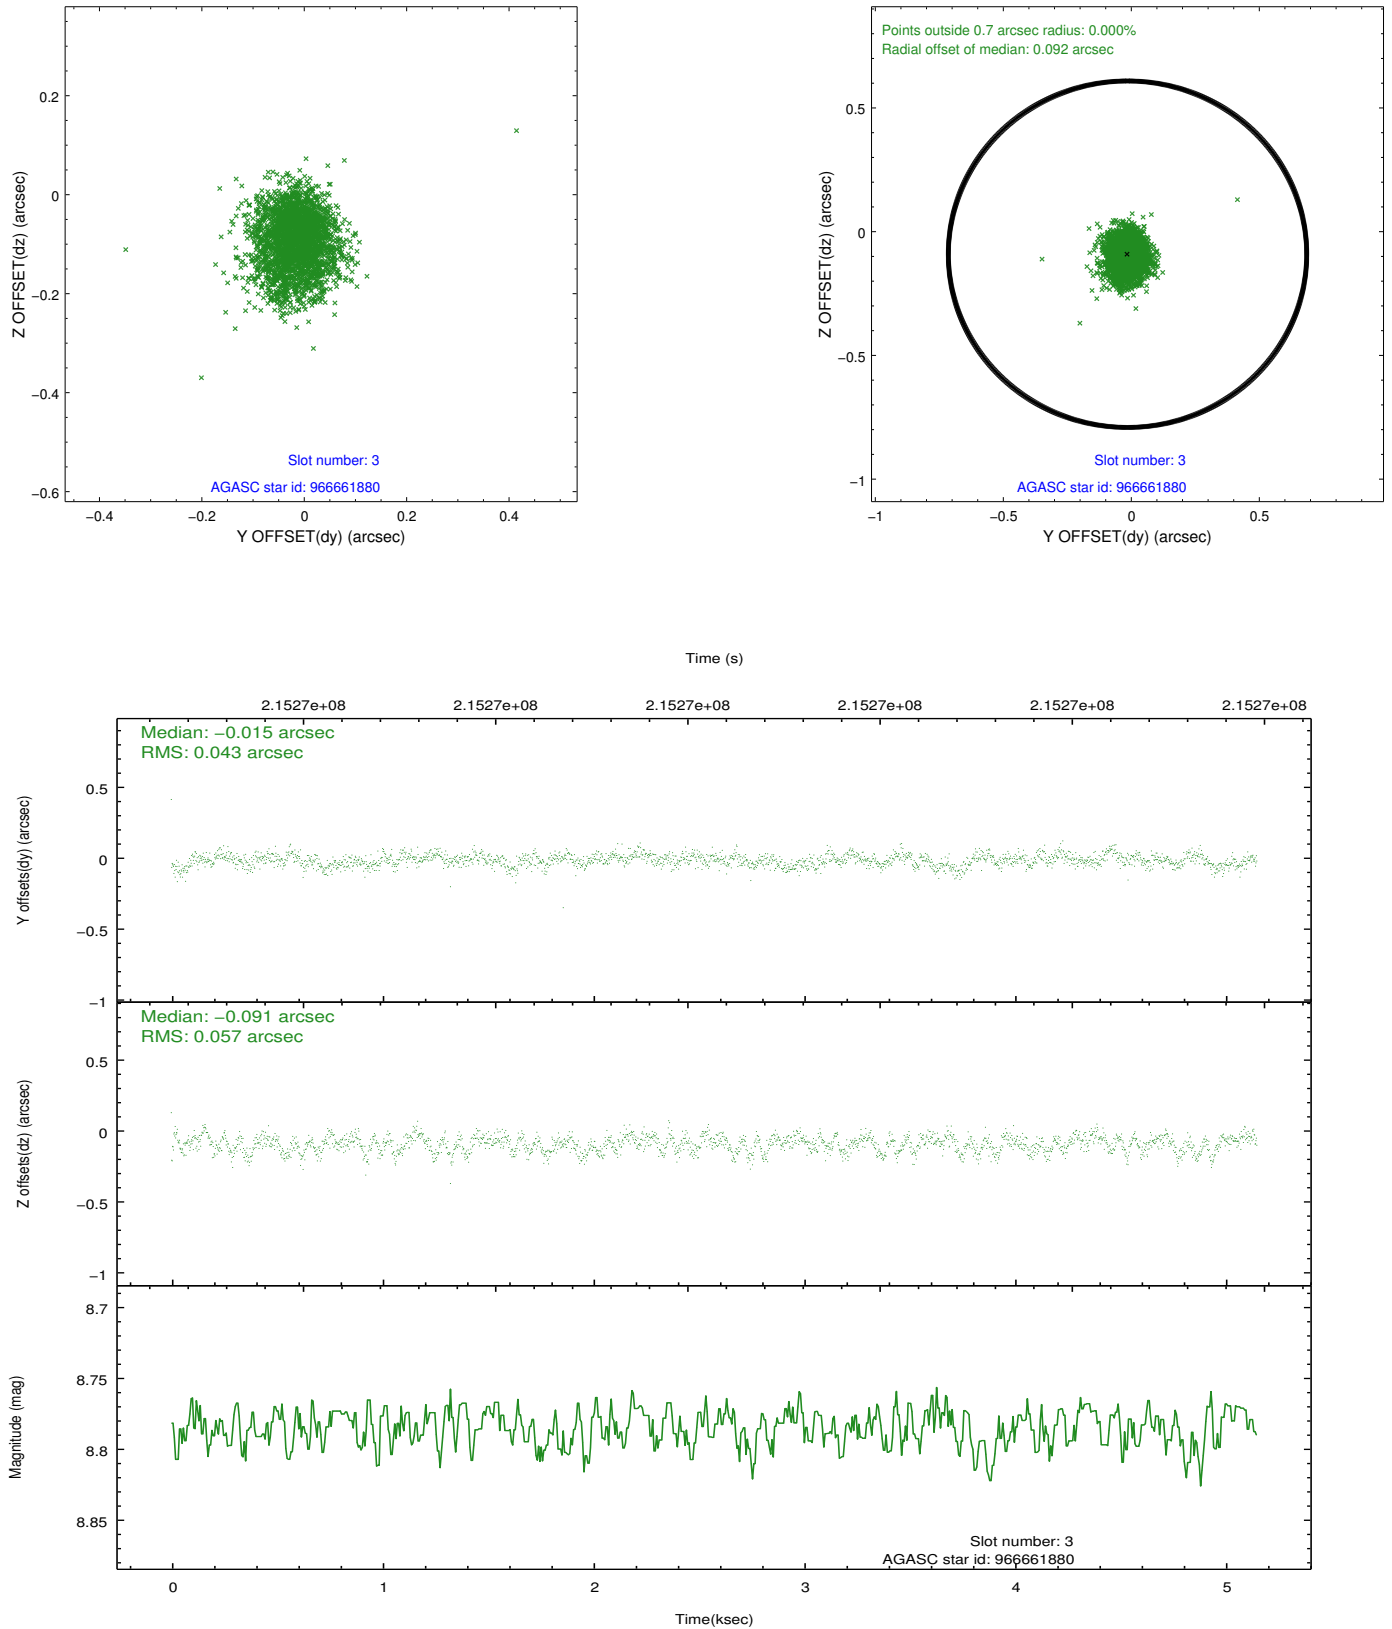 0.2
0
−0.2
−0.4
−0.6
Z OFFSET(dz) (arcsec)
Slot number: 3
AGASC star id: 966661880
−0.4 −0.2 0 0.2 0.4
Y OFFSET(dy) (arcsec)
Points outside 0.7 arcsec radius: 0.000%
Radial offset of median: 0.092 arcsec
0.5
0
−0.5
−1
Z OFFSET(dz) (arcsec)
Slot number: 3
AGASC star id: 966661880
−1 −0.5 0 0.5
Y OFFSET(dy) (arcsec)
Time (s)
2.1527e+08 2.1527e+08 2.1527e+08 2.1527e+08 2.1527e+08 2.1527e+08
Median: −0.015 arcsec
RMS: 0.043 arcsec
0.5
0
−0.5
−1
Y offsets(dy) (arcsec)
Median: −0.091 arcsec
RMS: 0.057 arcsec
0.5
0
−0.5
−1
Z offsets(dz) (arcsec)
8.7
8.75
8.8
8.85
Magnitude (mag)
Slot number: 3
AGASC star id: 966661880
0 1 2 3 4 5
Time(ksec)